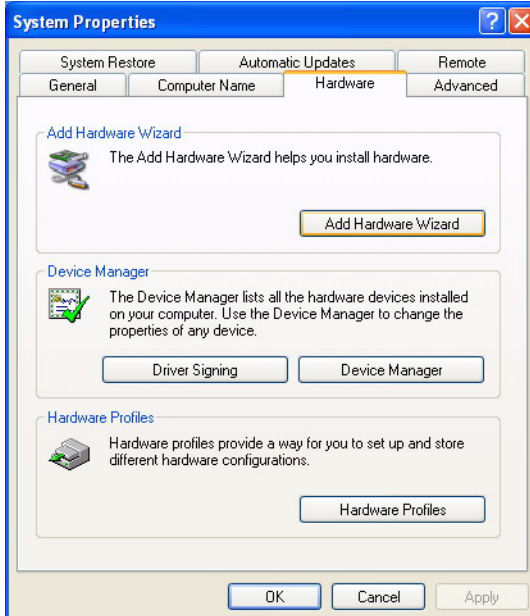 System Properties
System Restore Automatic Updates Remote
General Computer Name Hardware Advanced
Add Hardware Wizard
The Add Hardware Wizard helps you install hardware.
Add Hardware Wizard
Device Manager
The Device Manager lists all the hardware devices installed
on your computer. Use the Device Manager to change the
properties of any device.
Driver Signing Device Manager
Hardware Profiles
Hardware profiles provide a way for you to set up and store
different hardware configurations.
Hardware Profiles
OK Cancel Apply